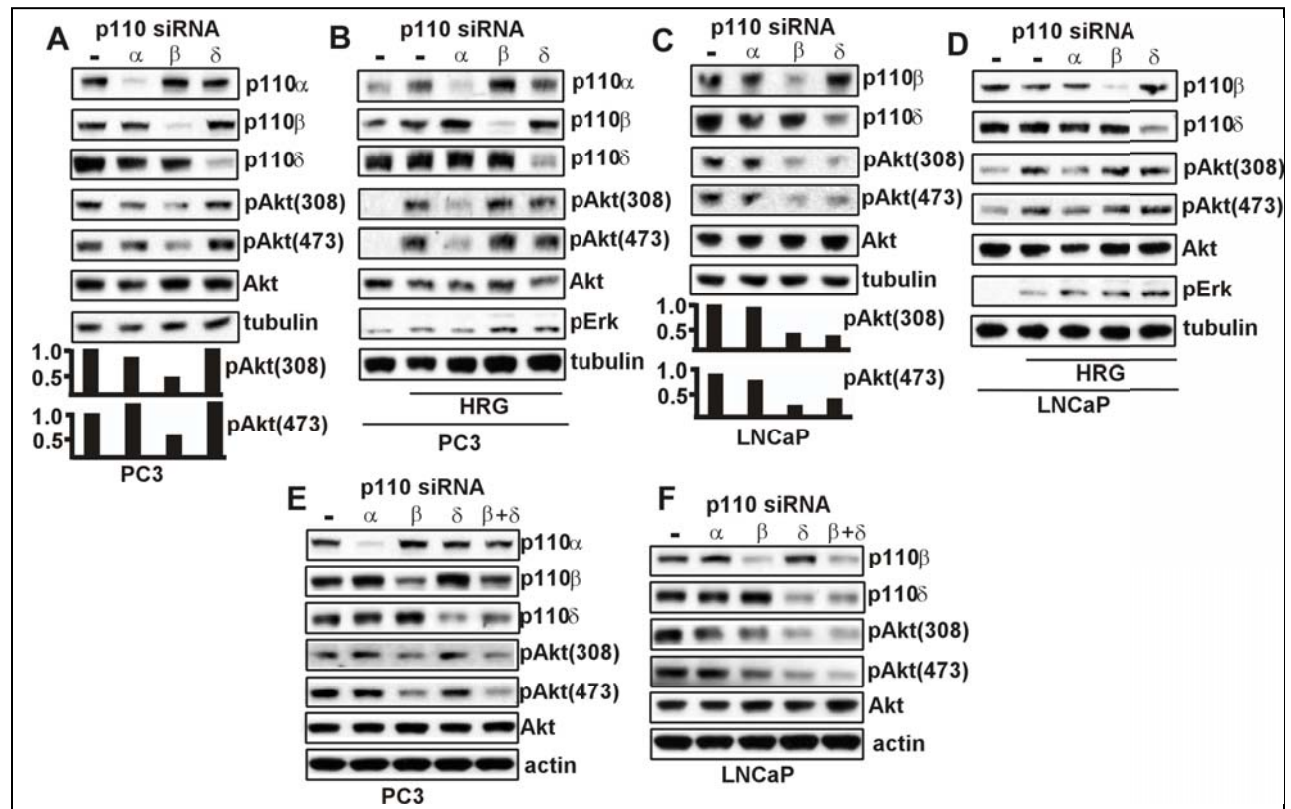 A
p110 siRNA
- α β δ
p110α
p110β
p110δ
pAkt(308)
pAkt(473)
Akt
tubulin
1.0
0.5
pAkt(308)
1.0
0.5
pAkt(473)
PC3
B
p110 siRNA
- - α β δ
p110α
p110β
p110δ
pAkt(308)
pAkt(473)
Akt
pErk
tubulin
HRG
PC3
C
p110 siRNA
- α β δ
p110β
p110δ
pAkt(308)
pAkt(473)
Akt
tubulin
1.0
0.5
pAkt(308)
1.0
0.5
pAkt(473)
LNCaP
D
p110 siRNA
- - α β δ
p110β
p110δ
pAkt(308)
pAkt(473)
Akt
pErk
tubulin
HRG
LNCaP
E
p110 siRNA
- α β δ β+δ
p110α
p110β
p110δ
pAkt(308)
pAkt(473)
Akt
actin
PC3
F
p110 siRNA
- α β δ β+δ
p110β
p110δ
pAkt(308)
pAkt(473)
Akt
actin
LNCaP